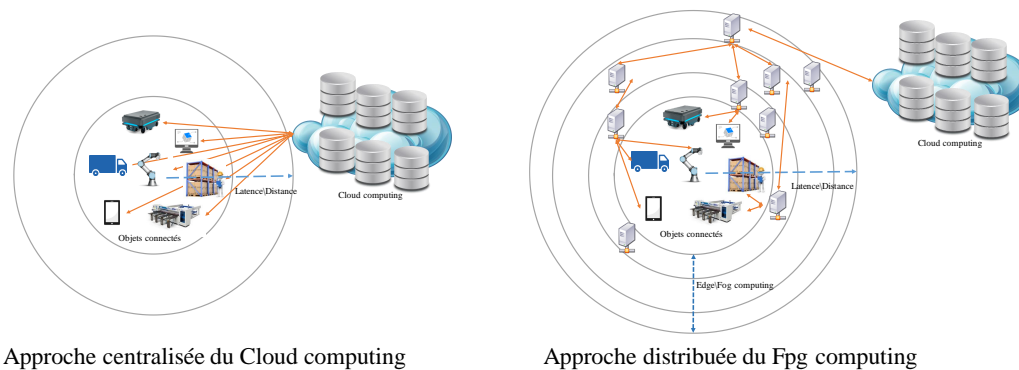 Latence\Distance
Cloud computing
Objets connectés
Approche centralisée du Cloud computing
Cloud computing
Latence\Distance
Objets connectés
Edge\Fog computing
Approche distribuée du Fpg computing